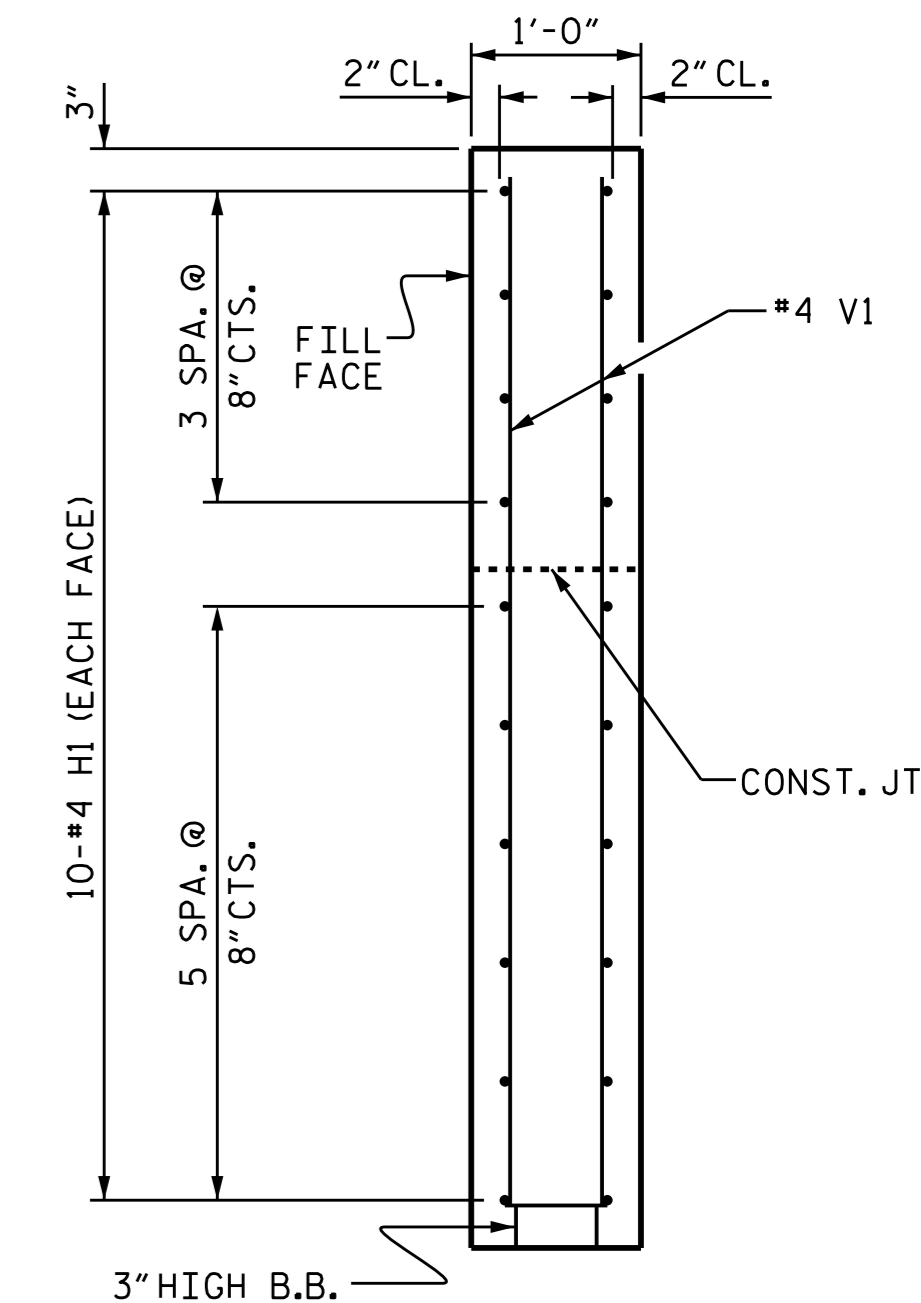 1'-0"
2" CL.
2" CL.
3"
3 SPA. @
8" CTS.
FILL
FACE
#4 V1
10-#4 H1 (EACH FACE)
CONST. JT
5 SPA. @
8" CTS.
3" HIGH B.B.